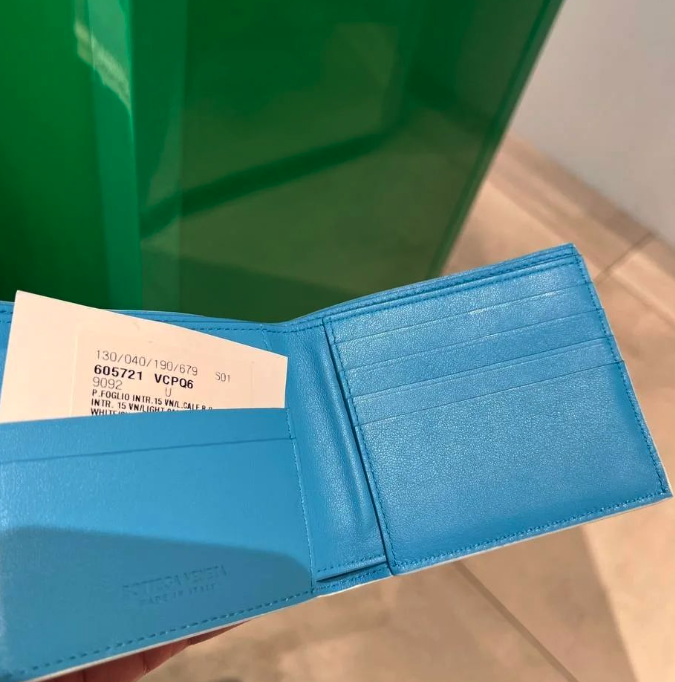 130/040/190/679 S01
605721 VCPQ6
9092 U
P.FOGLIO INTR.15 VN/L.CALF
INTR. 15 VN/LIGHT
WHITE/
BOTTEGA VENETA
MADE IN ITALY